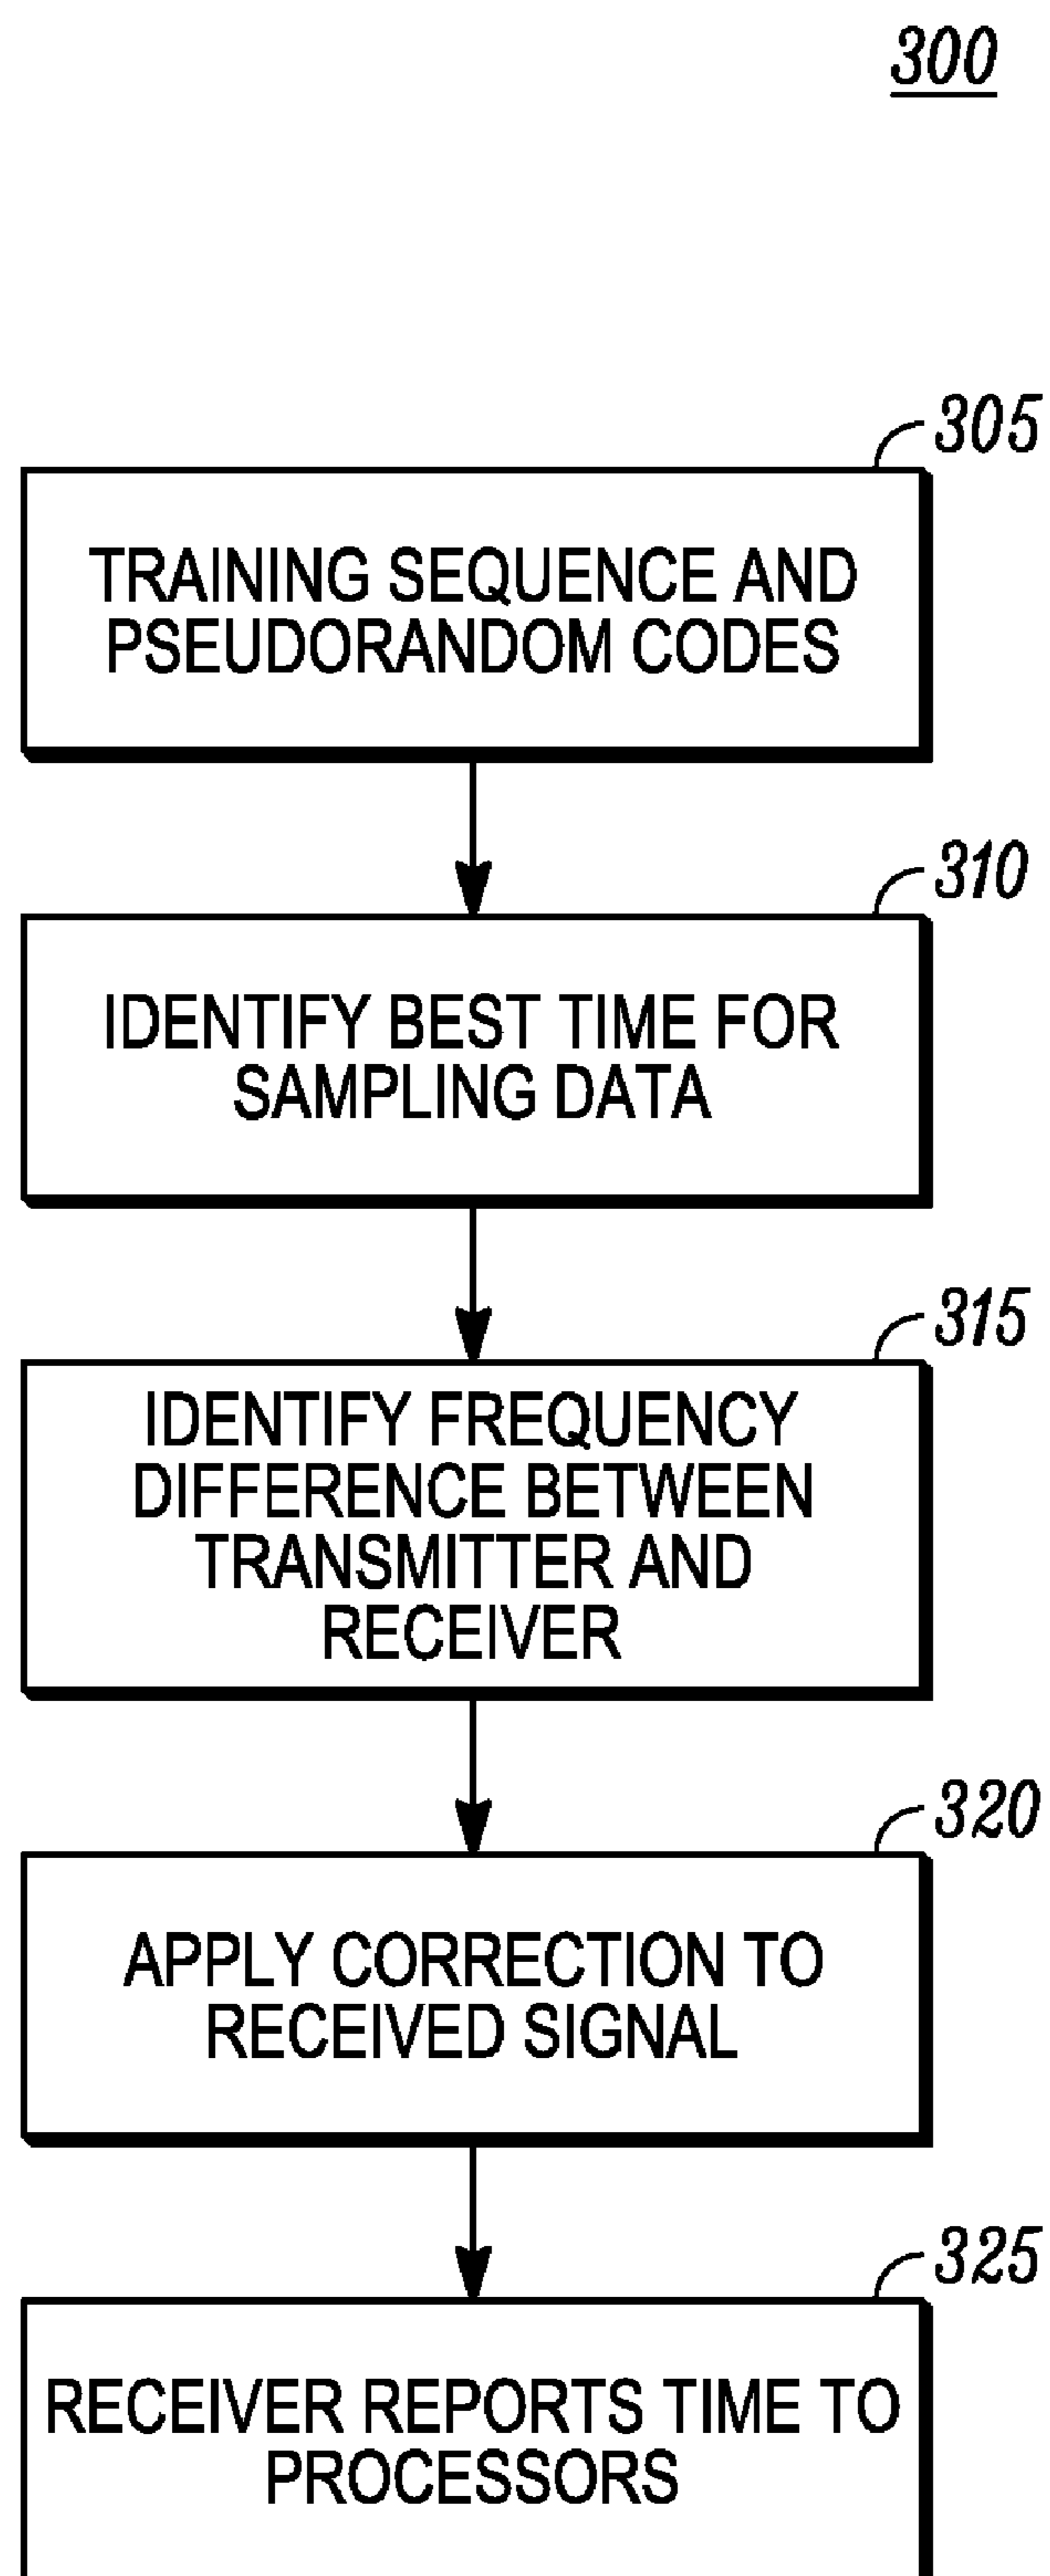 300
305
TRAINING SEQUENCE AND
PSEUDORANDOM CODES
310
IDENTIFY BEST TIME FOR
SAMPLING DATA
315
IDENTIFY FREQUENCY
DIFFERENCE BETWEEN
TRANSMITTER AND
RECEIVER
320
APPLY CORRECTION TO
RECEIVED SIGNAL
325
RECEIVER REPORTS TIME TO
PROCESSORS